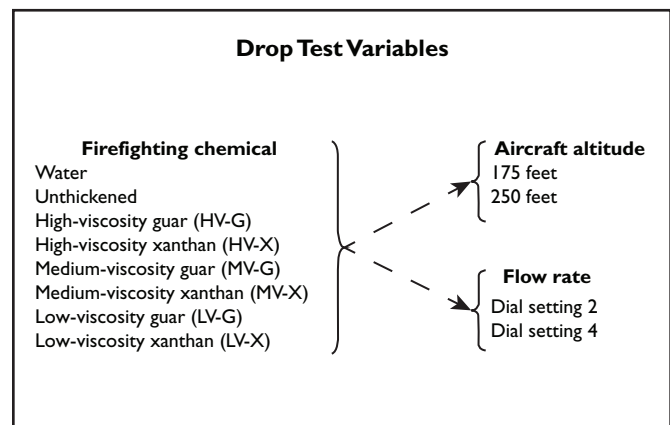 Drop Test Variables
Firefighting chemical
Water
Unthickened
High-viscosity guar (HV-G)
High-viscosity xanthan (HV-X)
Medium-viscosity guar (MV-G)
Medium-viscosity xanthan (MV-X)
Low-viscosity guar (LV-G)
Low-viscosity xanthan (LV-X)
Aircraft altitude
175 feet
250 feet
Flow rate
Dial setting 2
Dial setting 4